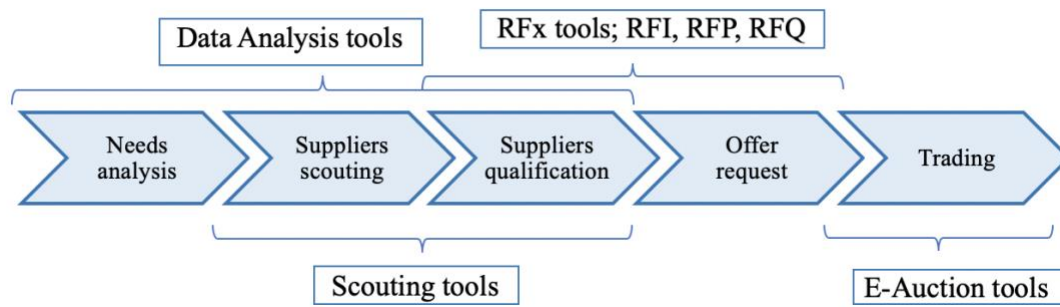 Data Analysis tools
RFx tools; RFI, RFP, RFQ
Needs
analysis
Suppliers
scouting
Suppliers
qualification
Offer
request
Trading
Scouting tools
E-Auction tools